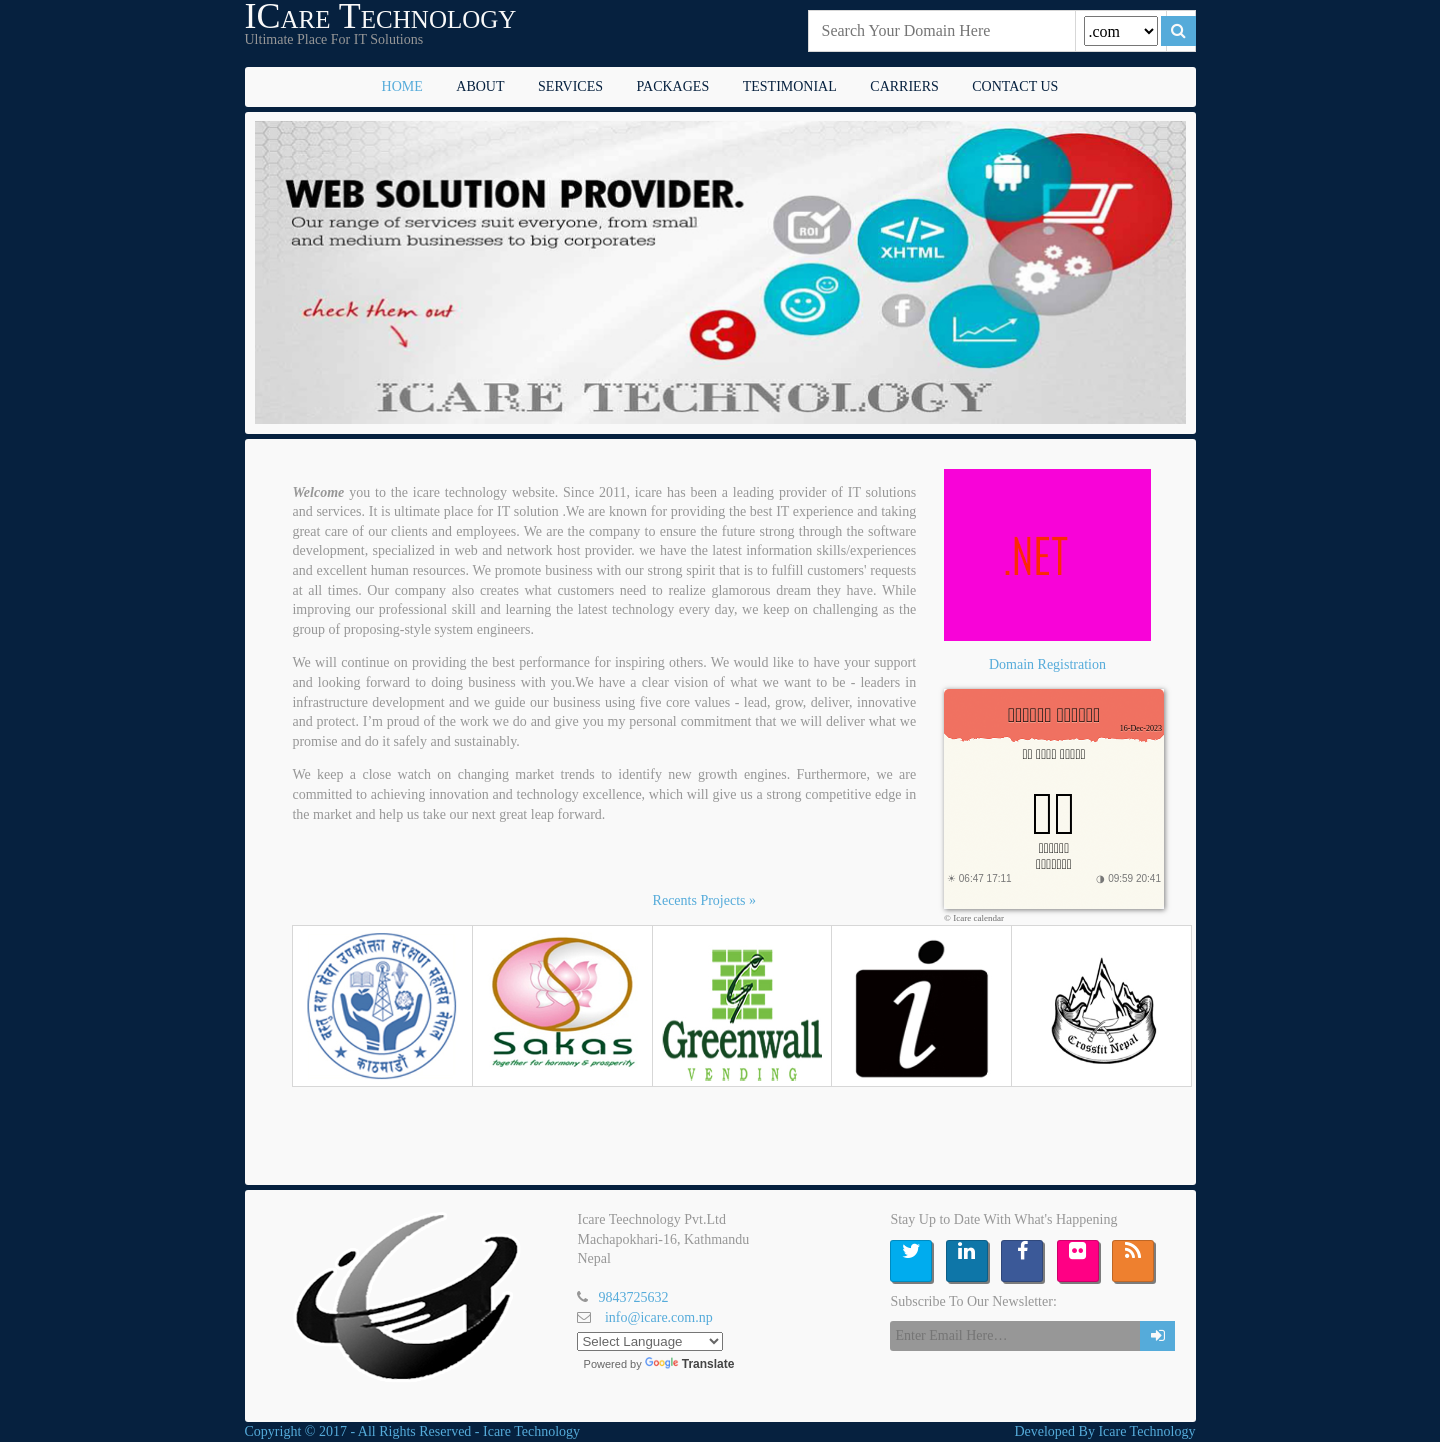 ICARE TECHNOLOGY
Ultimate Place For IT Solutions
Search Your Domain Here
.com
HOME ABOUT SERVICES PACKAGES TESTIMONIAL CARRIERS CONTACT US
WEB SOLUTION PROVIDER.
Our range of services suit everyone, from small
and medium businesses to big corporates
ROI
</>
XHTML
check them out
ICARE TECHNOLOGY
Welcome you to the icare technology website. Since 2011, icare has been a leading provider of IT solutions
and services. It is ultimate place for IT solution .We are known for providing the best IT experience and taking
great care of our clients and employees. We are the company to ensure the future strong through the software
development, specialized in web and network host provider. we have the latest information skills/experiences
and excellent human resources. We promote business with our strong spirit that is to fulfill customers' requests
at all times. Our company also creates what customers need to realize glamorous dream they have. While
improving our professional skill and learning the latest technology every day, we keep on challenging as the
group of proposing-style system engineers.
We will continue on providing the best performance for inspiring others. We would like to have your support
and looking forward to doing business with you.We have a clear vision of what we want to be - leaders in
infrastructure development and we guide our business using five core values - lead, grow, deliver, innovative
and protect. I’m proud of the work we do and give you my personal commitment that we will deliver what we
promise and do it safely and sustainably.
We keep a close watch on changing market trends to identify new growth engines. Furthermore, we are
committed to achieving innovation and technology excellence, which will give us a strong competitive edge in
the market and help us take our next great leap forward.
.NET
Domain Registration
16-Dec-2023
☀ 06:47 17:11 ◑ 09:59 20:41
© Icare calendar
Recents Projects »
वस्तु तथा सेवा उपभोक्ता संरक्षण महासंघ नेपाल
काठमाडौं
Sakas
together for harmony & prosperity
Greenwall
VENDING
i
Crossfit Nepal
Icare Teechnology Pvt.Ltd
Machapokhari-16, Kathmandu
Nepal
9843725632
info@icare.com.np
Select Language
Powered by Google Translate
Stay Up to Date With What's Happening
Subscribe To Our Newsletter:
Enter Email Here…
Copyright © 2017 - All Rights Reserved - Icare Technology
Developed By Icare Technology